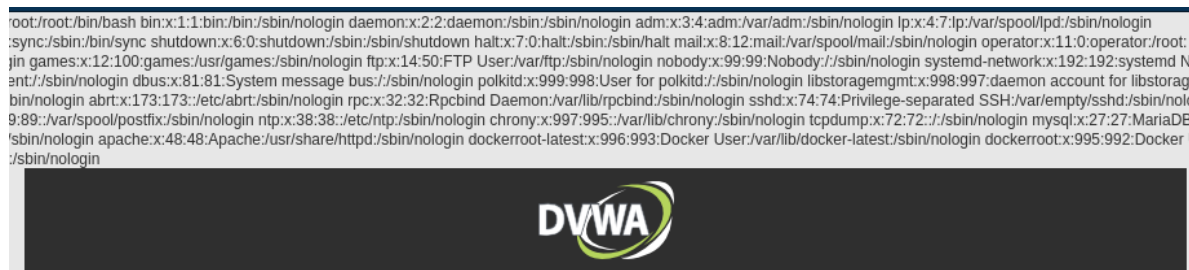 root:/root:/bin/bash bin:x:1:1:bin:/bin:/sbin/nologin daemon:x:2:2:daemon:/sbin:/sbin/nologin adm:x:3:4:adm:/var/adm:/sbin/nologin lp:x:4:7:lp:/var/spool/lpd:/sbin/nologin
:sync:/sbin:/bin/sync shutdown:x:6:0:shutdown:/sbin:/sbin/shutdown halt:x:7:0:halt:/sbin:/sbin/halt mail:x:8:12:mail:/var/spool/mail:/sbin/nologin operator:x:11:0:operator:/root:
gin games:x:12:100:games:/usr/games:/sbin/nologin ftp:x:14:50:FTP User:/var/ftp:/sbin/nologin nobody:x:99:99:Nobody:/:/sbin/nologin systemd-network:x:192:192:systemd N
ent:/:/sbin/nologin dbus:x:81:81:System message bus:/:/sbin/nologin polkitd:x:999:998:User for polkitd:/:/sbin/nologin libstoragemgmt:x:998:997:daemon account for libstorag
bin/nologin abrt:x:173:173::/etc/abrt:/sbin/nologin rpc:x:32:32:Rpcbind Daemon:/var/lib/rpcbind:/sbin/nologin sshd:x:74:74:Privilege-separated SSH:/var/empty/sshd:/sbin/nolo
9:89::/var/spool/postfix:/sbin/nologin ntp:x:38:38::/etc/ntp:/sbin/nologin chrony:x:997:995::/var/lib/chrony:/sbin/nologin tcpdump:x:72:72::/:/sbin/nologin mysql:x:27:27:MariaDB
/sbin/nologin apache:x:48:48:Apache:/usr/share/httpd:/sbin/nologin dockerroot-latest:x:996:993:Docker User:/var/lib/docker-latest:/sbin/nologin dockerroot:x:995:992:Docker
:/sbin/nologin
DVWA